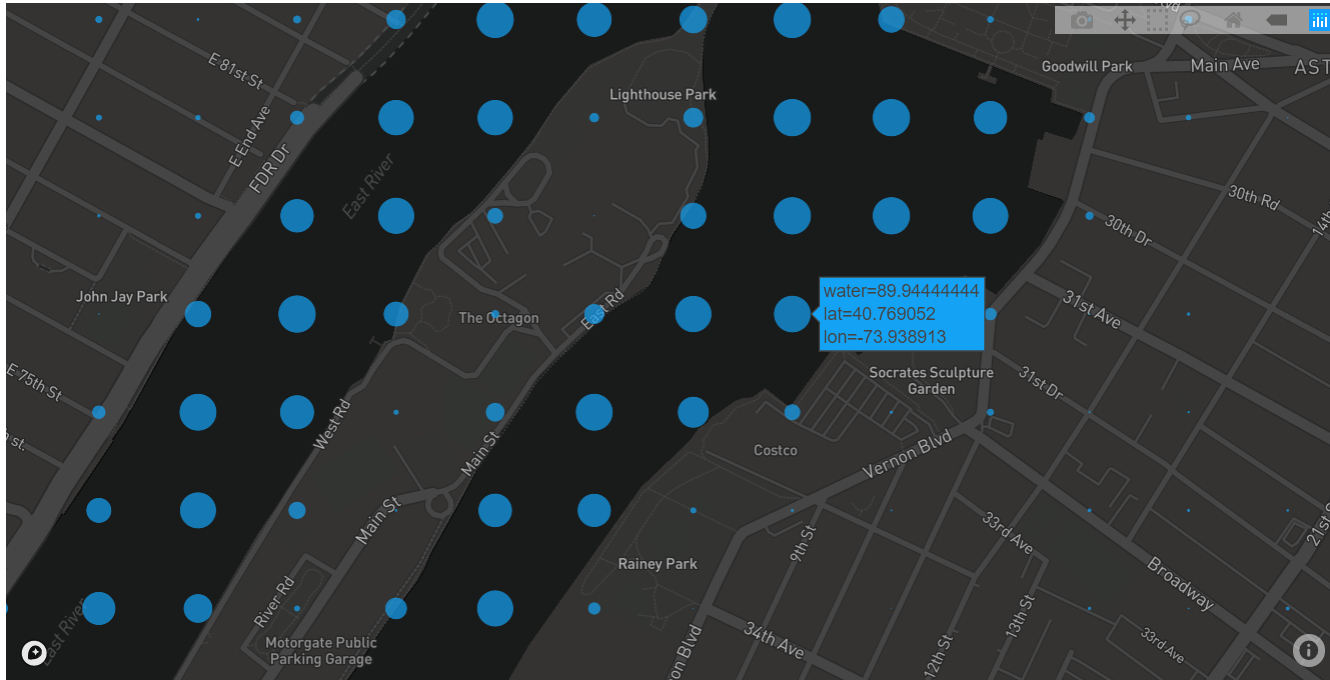 E 81st St
E End Ave
FDR Dr
East River
Lighthouse Park
Goodwill Park
Main Ave
AST
30th Rd
14th
30th Dr
John Jay Park
The Octagon
East Rd
water=89.94444444
lat=40.769052
lon=-73.938913
31st Ave
E 75th St
h st.
West Rd
Main St
Socrates Sculpture
Garden
31st Dr
Costco
Vernon Blvd
Main St
33rd Ave
9th St
21st S
Rainey Park
Broadway
River Rd
East River
Motorgate Public
Parking Garage
on Blvd
34th Ave
12th St
13th St
33rd Ave